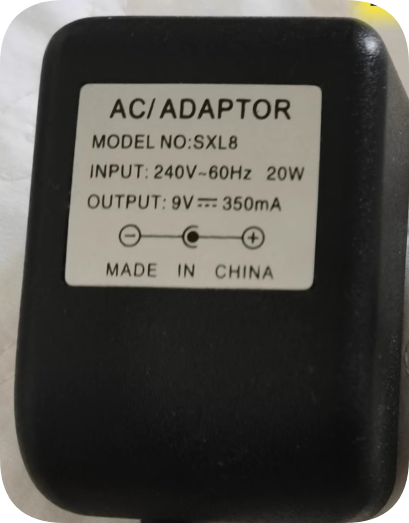 AC/ADAPTOR
MODEL NO:SXL8
INPUT: 240V~60Hz 20W
OUTPUT: 9V⎓350mA
MADE IN CHINA